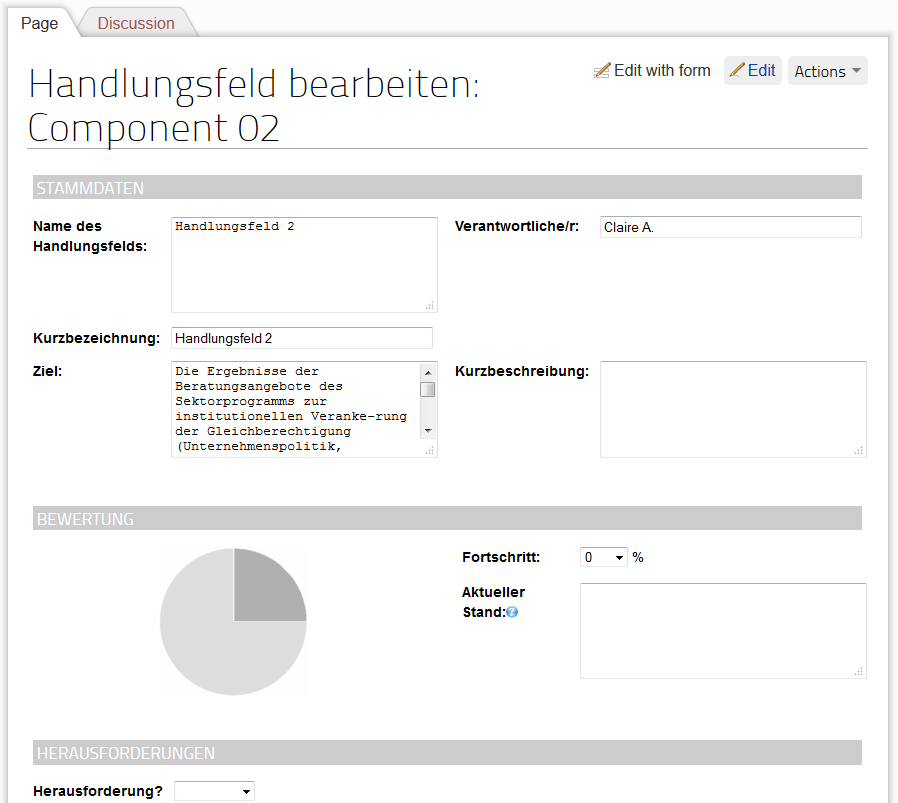 Page
Discussion
Edit with form
Edit
Actions
Handlungsfeld bearbeiten:
Component 02
STAMMDATEN
Name des
Handlungsfelds:
Handlungsfeld 2
Verantwortliche/r:
Claire A.
Kurzbezeichnung:
Handlungsfeld 2
Ziel:
Die Ergebnisse der
Beratungsangebote des
Sektorprogramms zur
institutionellen Veranke-rung
der Gleichberechtigung
(Unternehmenspolitik,
Kurzbeschreibung:
BEWERTUNG
Fortschritt:
0
%
Aktueller
Stand:
HERAUSFORDERUNGEN
Herausforderung?